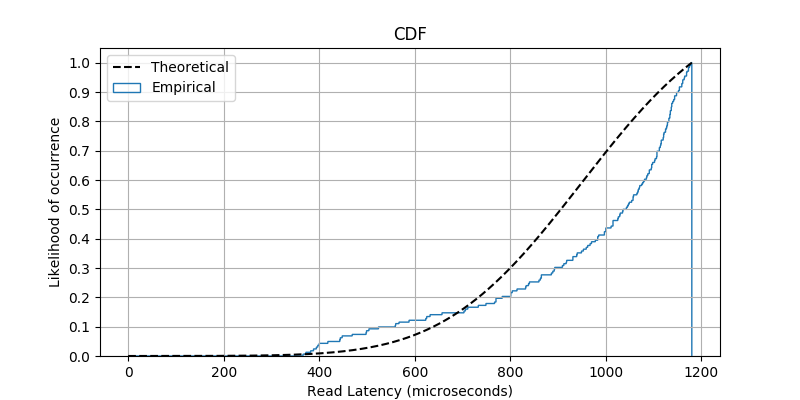 CDF
Theoretical
Empirical
Likelihood of occurrence
1.0
0.9
0.8
0.7
0.6
0.5
0.4
0.3
0.2
0.1
0.0
0 200 400 600 800 1000 1200
Read Latency (microseconds)